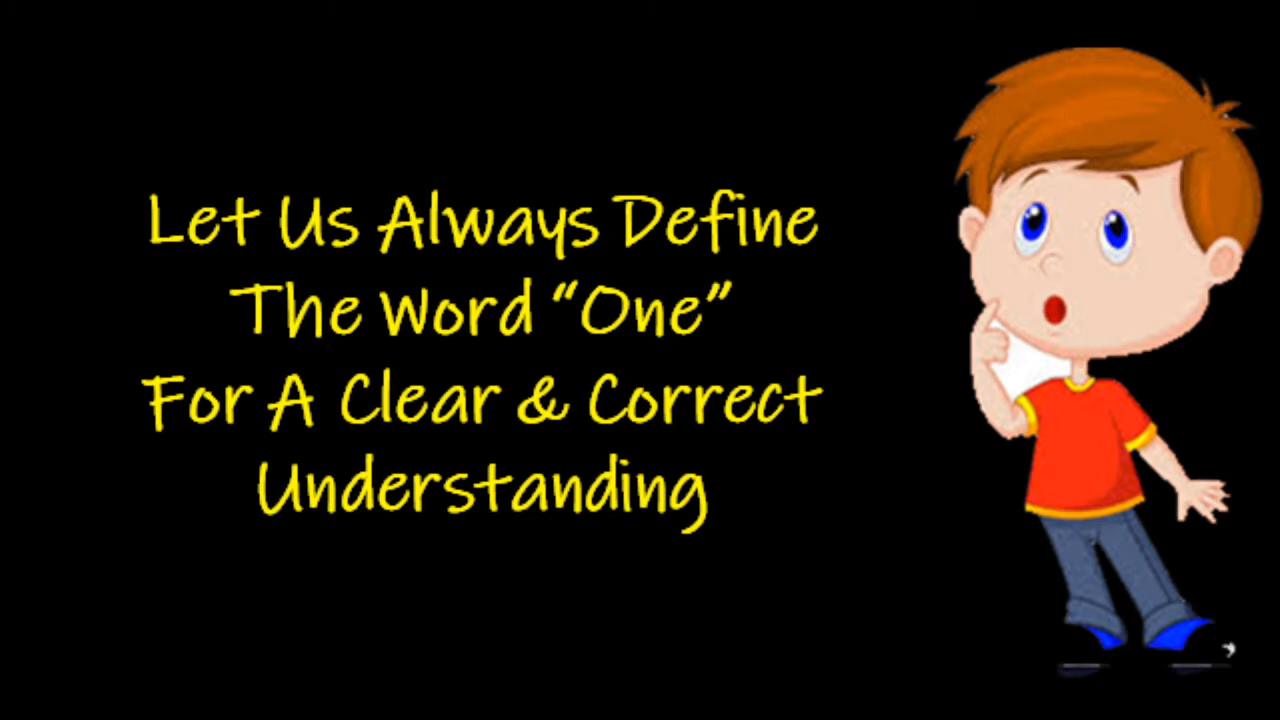 Let Us Always Define
The Word “One”
For A Clear & Correct
Understanding